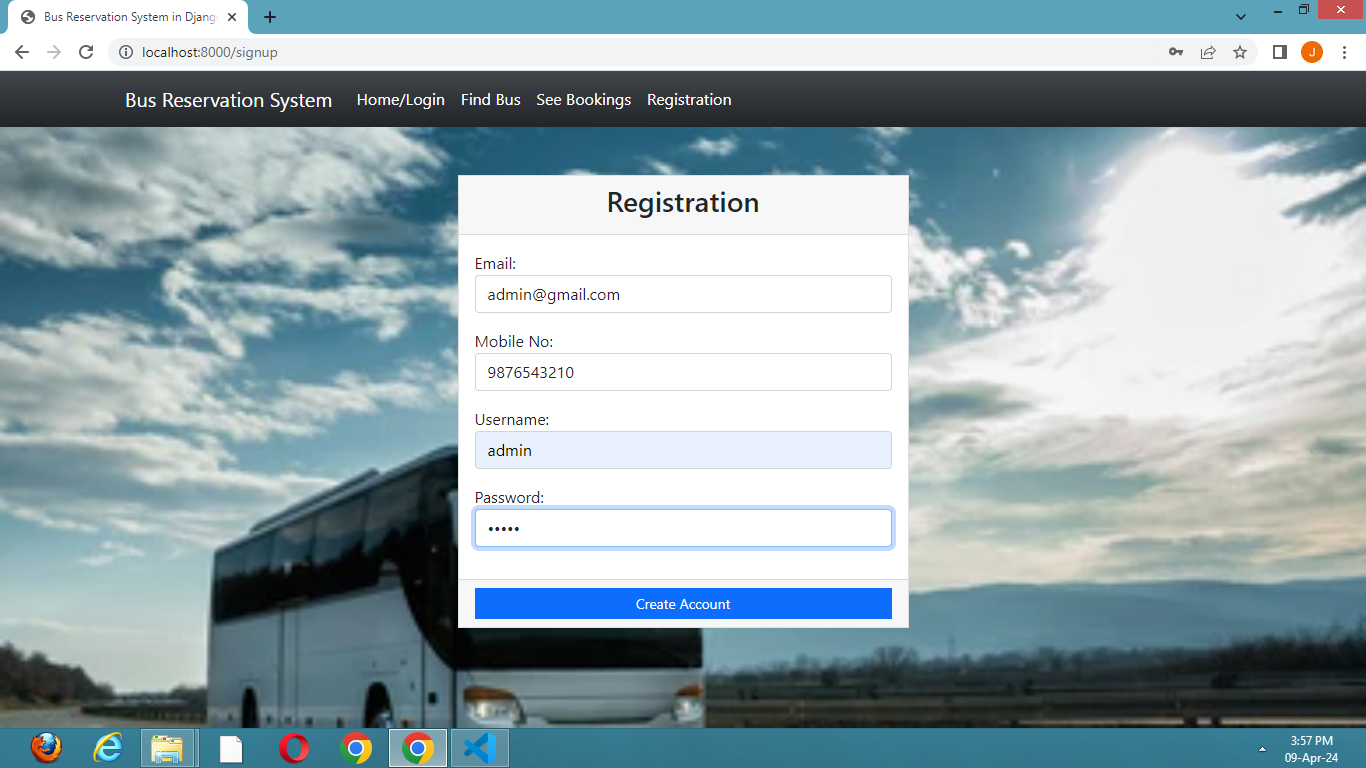 Bus Reservation System in Djang
localhost:8000/signup
J
Bus Reservation System Home/Login Find Bus See Bookings Registration
Registration
Email:
admin@gmail.com
Mobile No:
9876543210
Username:
admin
Password:
•••••
Create Account
3:57 PM
09-Apr-24